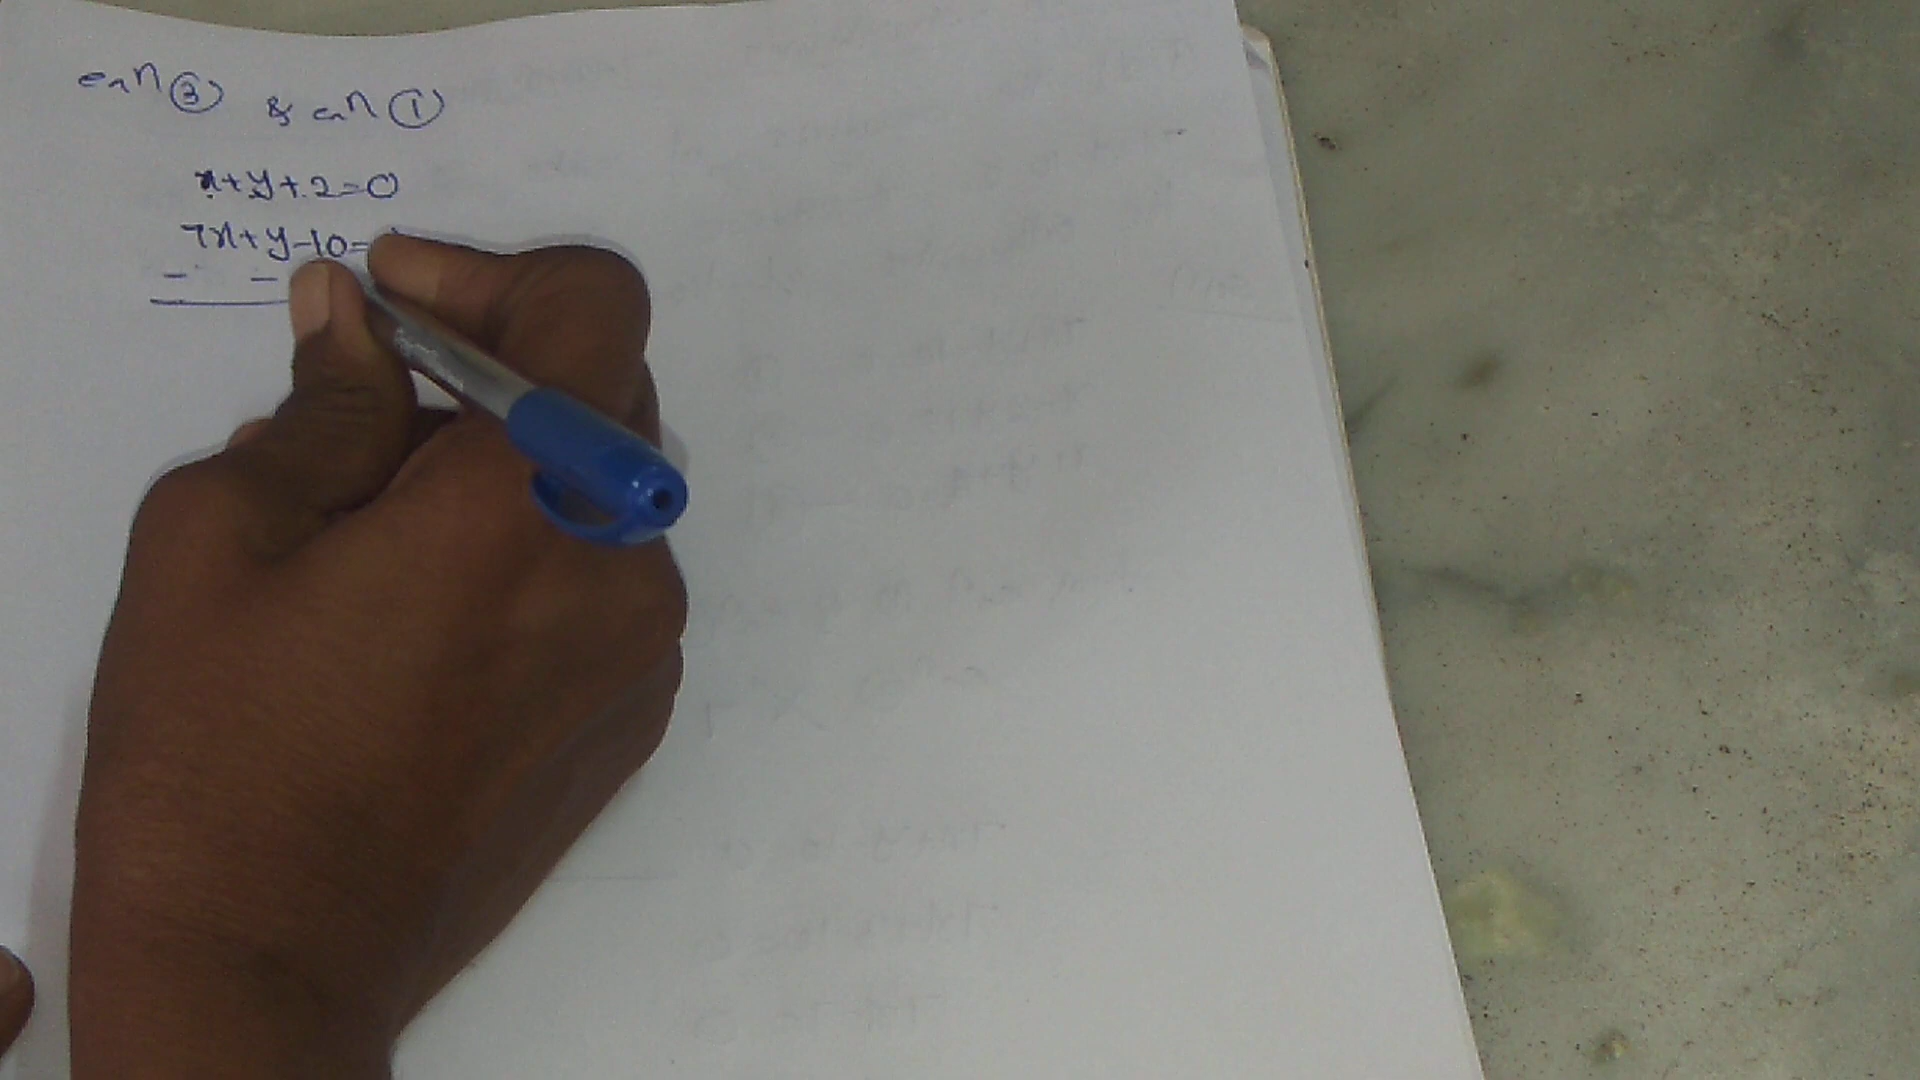 eqn ③ & eqn ①
x+y+2=0
7x+y-10=
- -